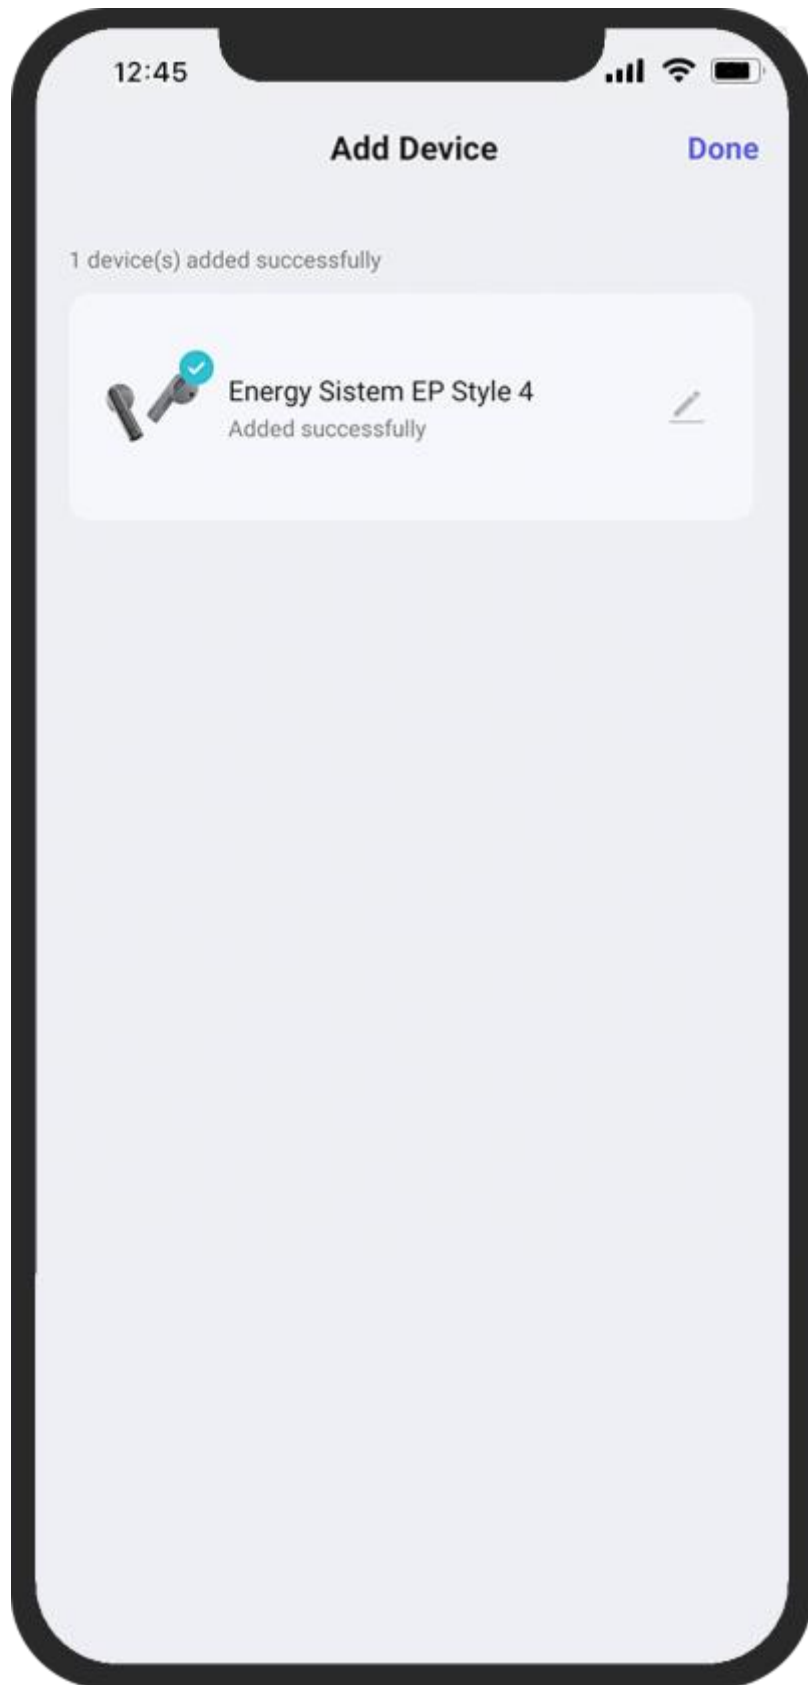 12:45
Add Device
Done
1 device(s) added successfully
Energy Sistem EP Style 4
Added successfully